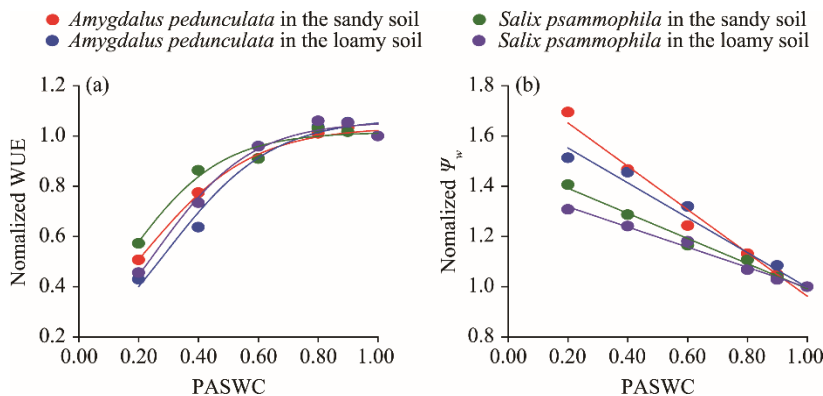 Amygdalus pedunculata in the sandy soil
Salix psammophila in the sandy soil
Amygdalus pedunculata in the loamy soil
Salix psammophila in the loamy soil
(a)
Nomalized WUE
1.2
1.0
0.8
0.6
0.4
0.2
0.00 0.20 0.40 0.60 0.80 1.00
PASWC
(b)
Nomalized Ψw
1.8
1.6
1.4
1.2
1.0
0.8
0.00 0.20 0.40 0.60 0.80 1.00
PASWC